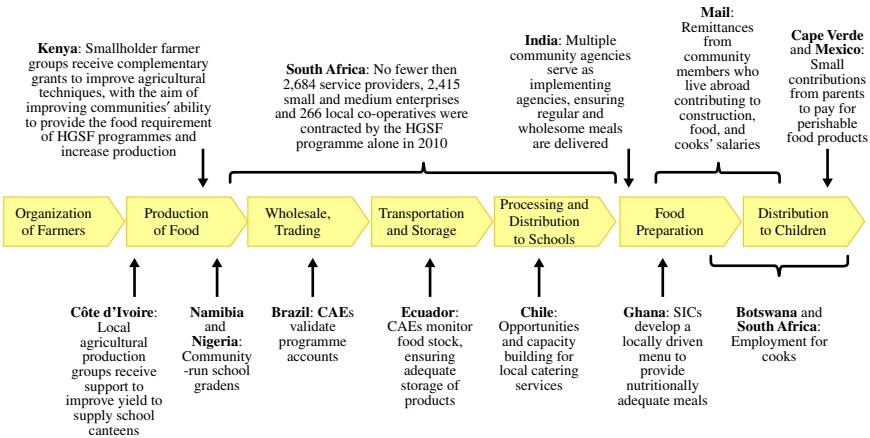 Kenya: Smallholder farmer
groups receive complementary
grants to improve agricultural
techniques, with the aim of
improving communities′ ability
to provide the food requirement
of HGSF programmes and
increase production
South Africa: No fewer then
2,684 service providers, 2,415
small and medium enterprises
and 266 local co-operatives were
contracted by the HGSF
programme alone in 2010
India: Multiple
community agencies
serve as
implementing
agencies, ensuring
regular and
wholesome meals
are delivered
Mail:
Remittances
from
community
members who
live abroad
contributing to
construction,
food, and
cooks’ salaries
Cape Verde
and Mexico:
Small
contributions
from parents
to pay for
perishable
food products
Organization
of Farmers
Production
of Food
Wholesale,
Trading
Transportation
and Storage
Processing and
Distribution
to Schools
Food
Preparation
Distribution
to Children
Côte d’Ivoire:
Local
agricultural
production
groups receive
support to
improve yield to
supply school
canteens
Namibia
and
Nigeria:
Community
-run school
gradens
Brazil: CAEs
validate
programme
accounts
Ecuador:
CAEs monitor
food stock,
ensuring
adequate
storage of
products
Chile:
Opportunities
and capacity
building for
local catering
services
Ghana: SICs
develop a
locally driven
menu to
provide
nutritionally
adequate meals
Botswana and
South Africa:
Employment for
cooks